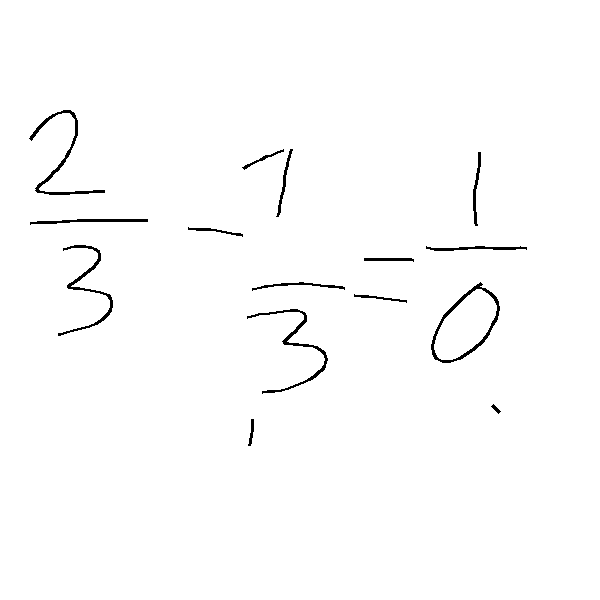 2/3 - 1/3 = 1/0